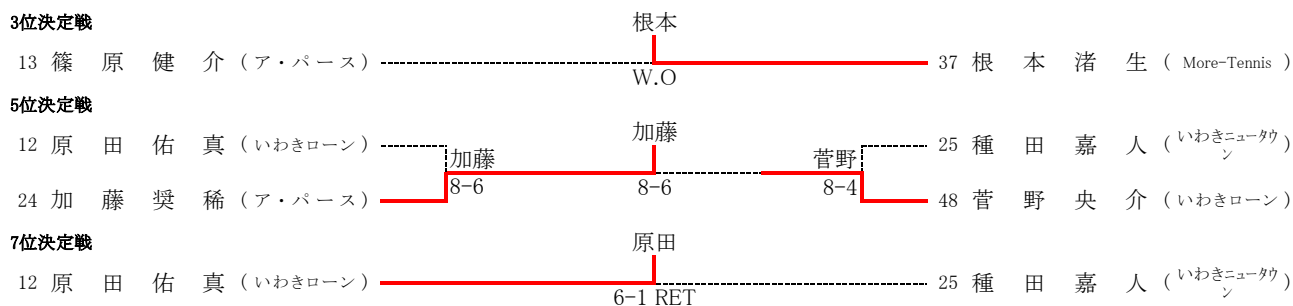 3位決定戦
根本
13 篠原健介(ア・パース) 37 根本渚生( More-Tennis )
W.O
5位決定戦
加藤
12 原田佑真(いわきローン) 25 種田嘉人(いわきニュータウン)
加藤 菅野
8-6 8-6 8-4
24 加藤奨稀(ア・パース) 48 菅野央介(いわきローン)
7位決定戦
原田
12 原田佑真(いわきローン) 25 種田嘉人(いわきニュータウン)
6-1 RET